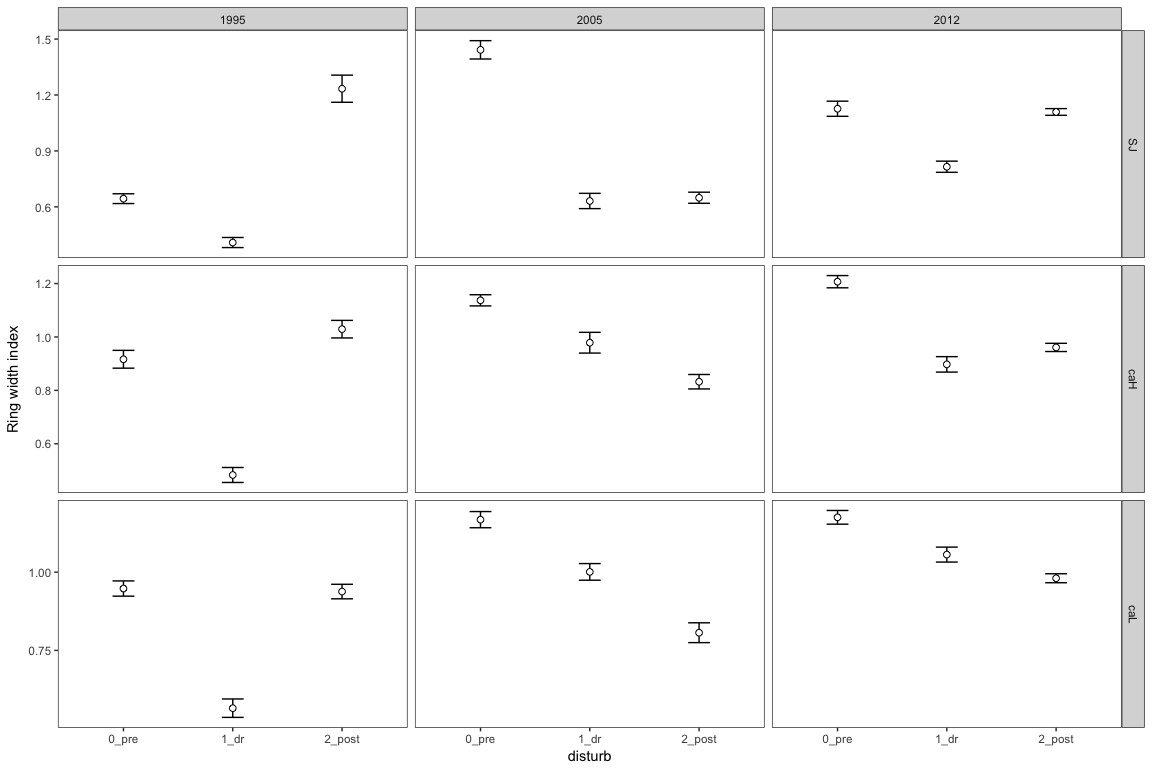 1995 2005 2012
1.5
1.2
0.9
0.6
SJ
1.2
1.0
0.8
0.6
caH
1.00
0.75
caL
Ring width index
0_pre 1_dr 2_post 0_pre 1_dr 2_post 0_pre 1_dr 2_post
disturb